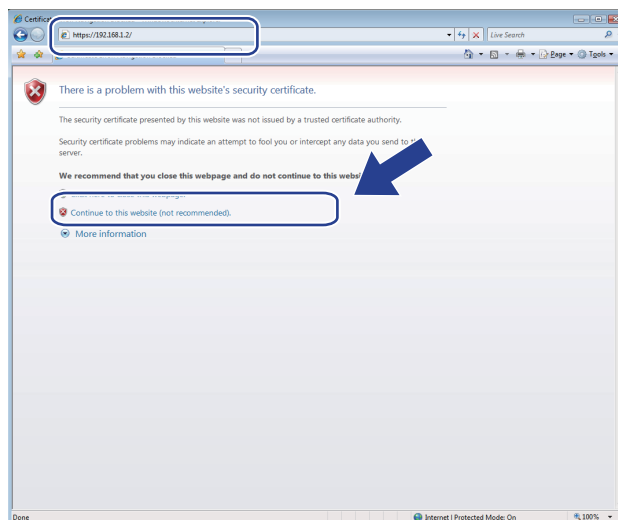 Certificat
https://192.168.1.2/
Live Search
Page
Tools
There is a problem with this website's security certificate.
The security certificate presented by this website was not issued by a trusted certificate authority.
Security certificate problems may indicate an attempt to fool you or intercept any data you send to
server.
We recommend that you close this webpage and do not continue to this
Continue to this website (not recommended).
More information
Done
Internet | Protected Mode: On
100%